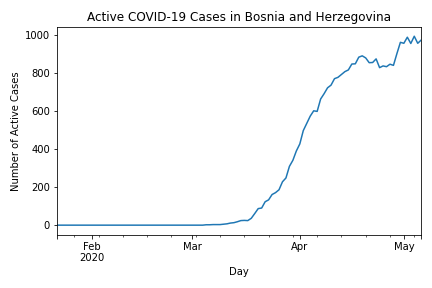 Active COVID-19 Cases in Bosnia and Herzegovina
Number of Active Cases
1000
800
600
400
200
0
Feb
2020
Mar
Apr
May
Day